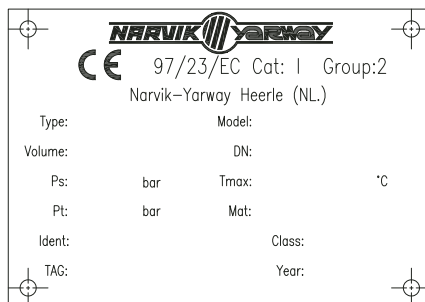 NARVIK YARWAY
CE 97/23/EC Cat: I Group:2
Narvik-Yarway Heerle (NL.)
Type: Model:
Volume: DN:
Ps: bar Tmax: °C
Pt: bar Mat:
Ident: Class:
TAG: Year: